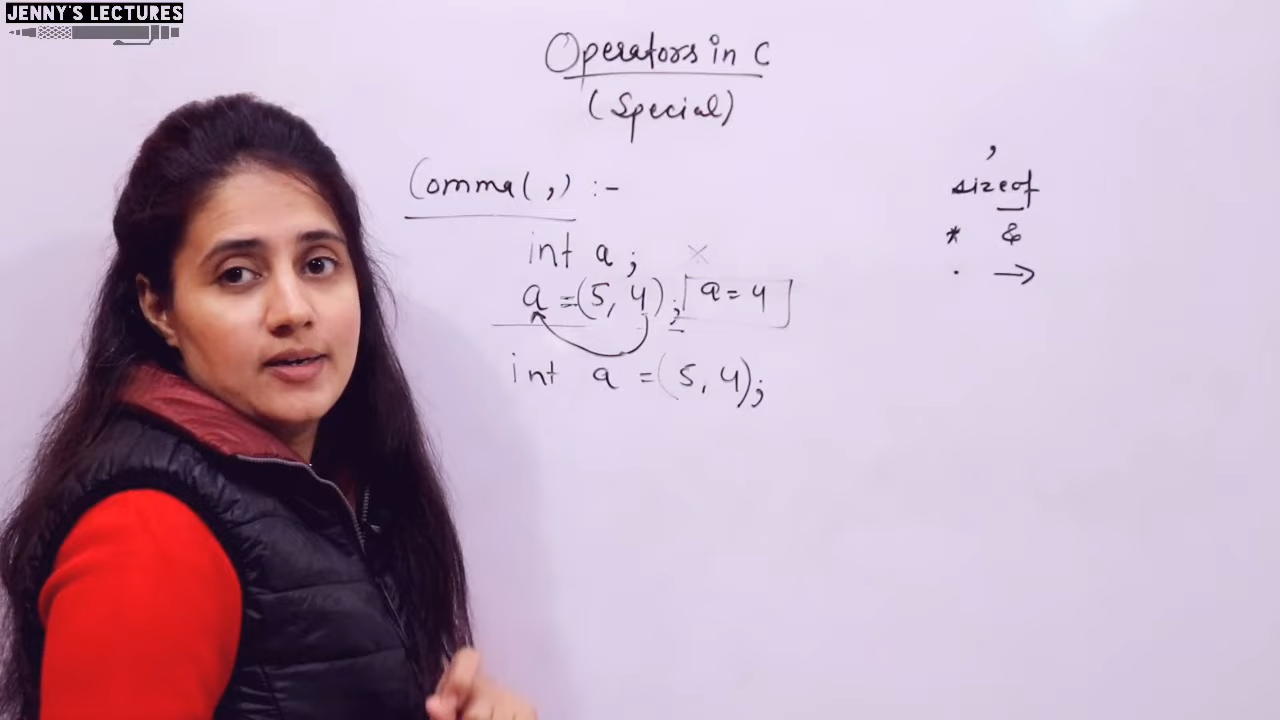 JENNY'S LECTURES
Operators in C
(Special)
Comma( , ) :-
int a; ×
a =(5, 4); a = 4
int a =(5, 4);
,
sizeof
* &
. →